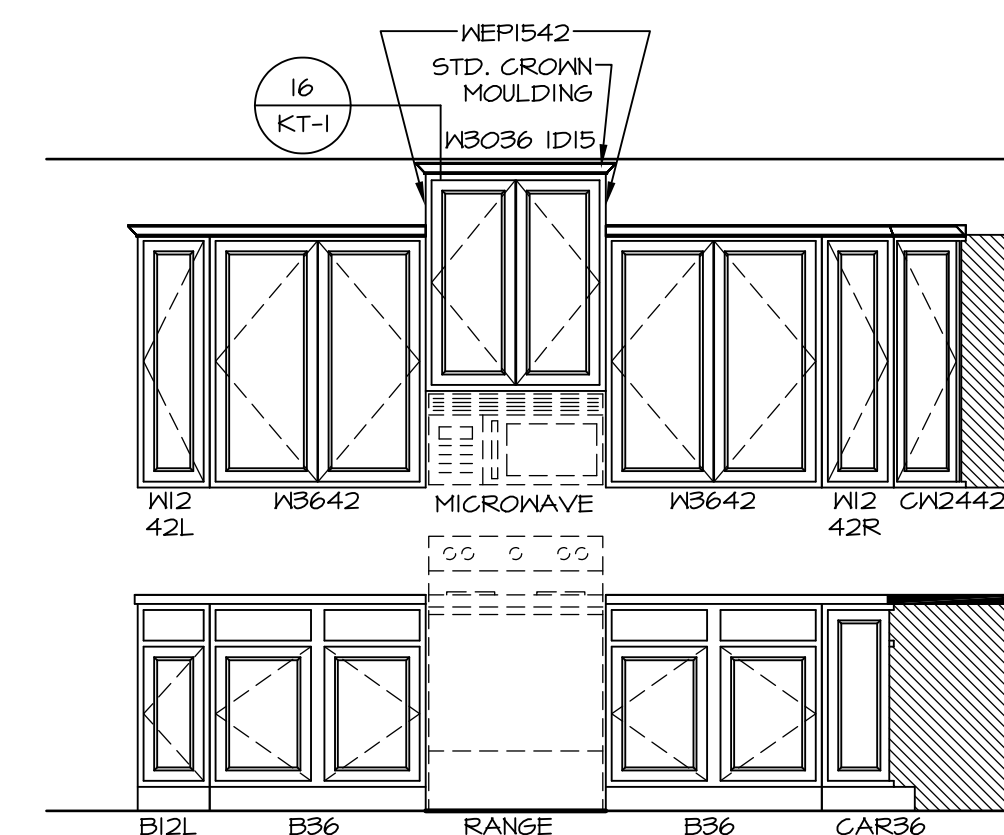 WEP1542
STD. CROWN
MOULDING
16
KT-1
W3036 1D15
W12
42L
W3642
MICROWAVE
W3642
W12
42R
CW2442
B12L
B36
RANGE
B36
CAR36